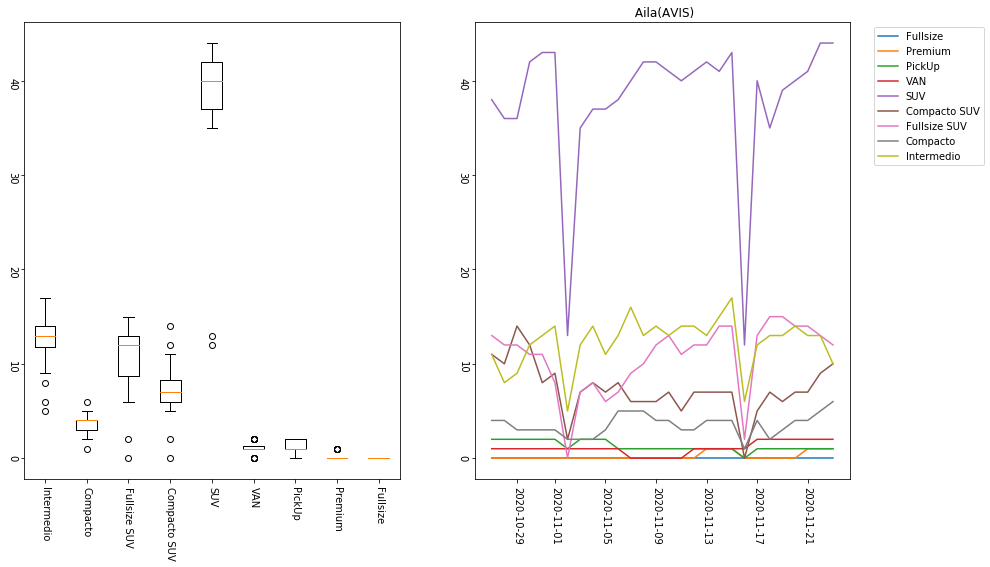 40
30
20
10
0
Intermedio
Compacto
Fullsize SUV
Compacto SUV
SUV
VAN
PickUp
Premium
Fullsize
Aila(AVIS)
40
30
20
10
0
2020-10-29
2020-11-01
2020-11-05
2020-11-09
2020-11-13
2020-11-17
2020-11-21
Fullsize
Premium
PickUp
VAN
SUV
Compacto SUV
Fullsize SUV
Compacto
Intermedio